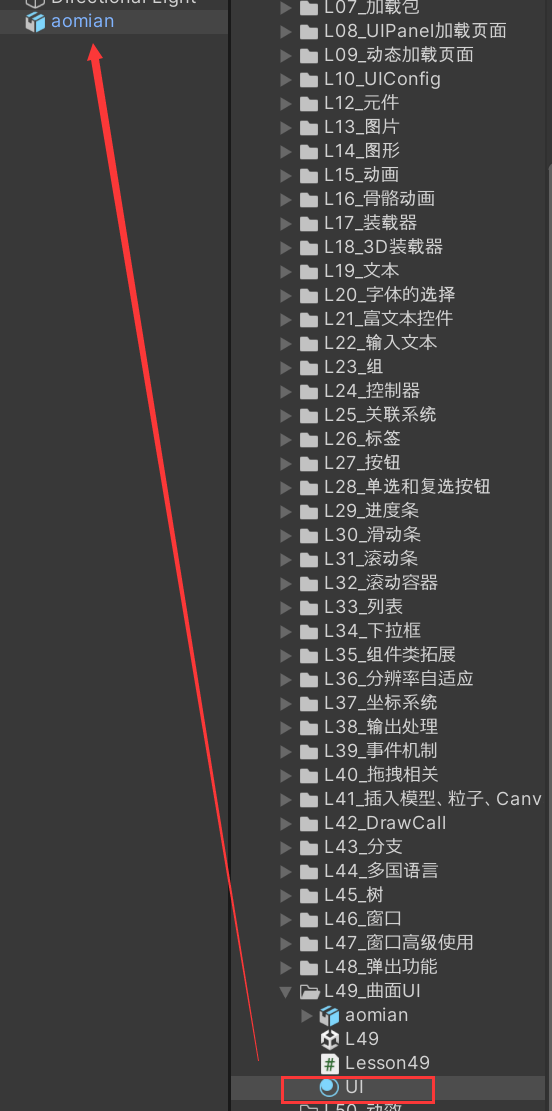 Directional Light
aomian
L07_加载包
L08_UIPanel加载页面
L09_动态加载页面
L10_UIConfig
L12_元件
L13_图片
L14_图形
L15_动画
L16_骨骼动画
L17_装载器
L18_3D装载器
L19_文本
L20_字体的选择
L21_富文本控件
L22_输入文本
L23_组
L24_控制器
L25_关联系统
L26_标签
L27_按钮
L28_单选和复选按钮
L29_进度条
L30_滑动条
L31_滚动条
L32_滚动容器
L33_列表
L34_下拉框
L35_组件类拓展
L36_分辨率自适应
L37_坐标系统
L38_输出处理
L39_事件机制
L40_拖拽相关
L41_插入模型、粒子、Canv
L42_DrawCall
L43_分支
L44_多国语言
L45_树
L46_窗口
L47_窗口高级使用
L48_弹出功能
L49_曲面UI
aomian
L49
Lesson49
UI
L50_动效